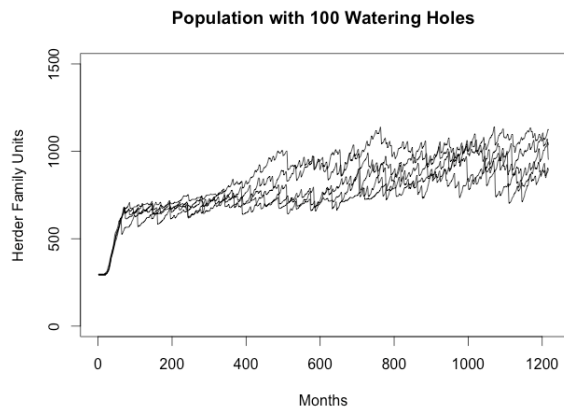 Population with 100 Watering Holes
1500
1000
500
0
Herder Family Units
0 200 400 600 800 1000 1200
Months